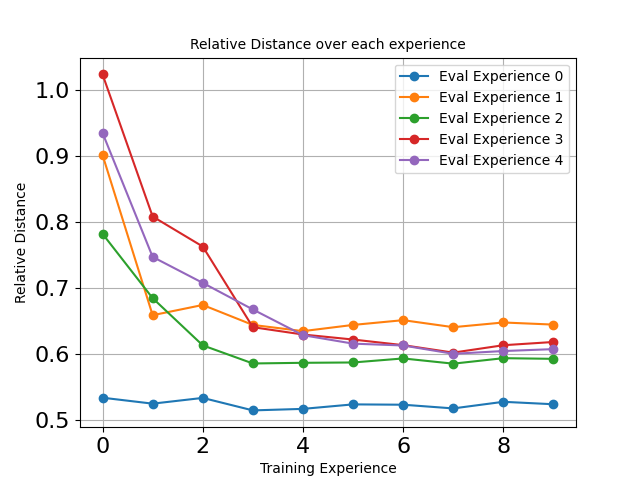 Relative Distance over each experience
Relative Distance
1.0
0.9
0.8
0.7
0.6
0.5
Eval Experience 0
Eval Experience 1
Eval Experience 2
Eval Experience 3
Eval Experience 4
0 2 4 6 8
Training Experience